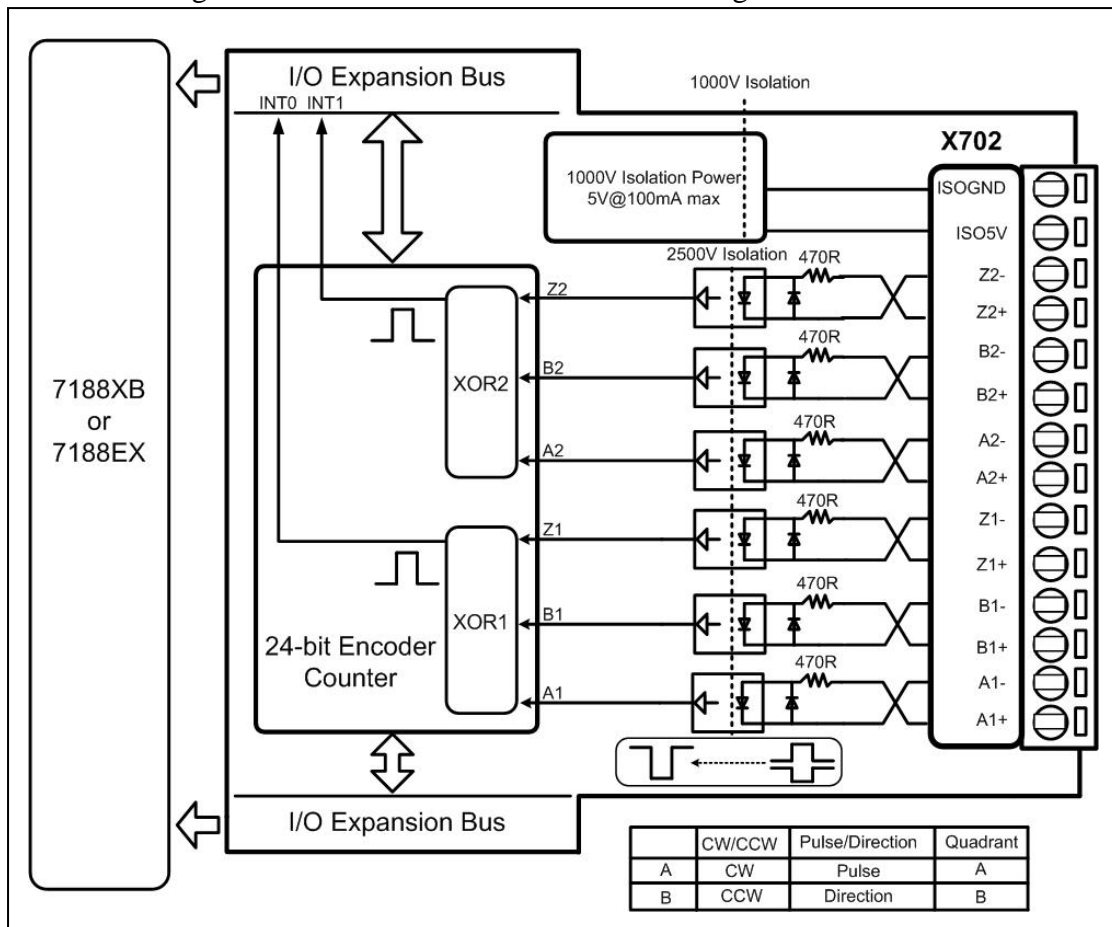 I/O Expansion Bus
INT0 INT1
1000V Isolation
X702
1000V Isolation Power
5V@100mA max
ISOGND
ISO5V
2500V Isolation
470R
Z2
Z2-
Z2+
470R
B2
B2-
B2+
XOR2
470R
A2
A2-
A2+
7188XB
or
7188EX
470R
Z1
Z1-
Z1+
470R
B1
B1-
B1+
XOR1
24-bit Encoder
Counter
470R
A1
A1-
A1+
I/O Expansion Bus
CW/CCW Pulse/Direction Quadrant
A CW Pulse A
B CCW Direction B